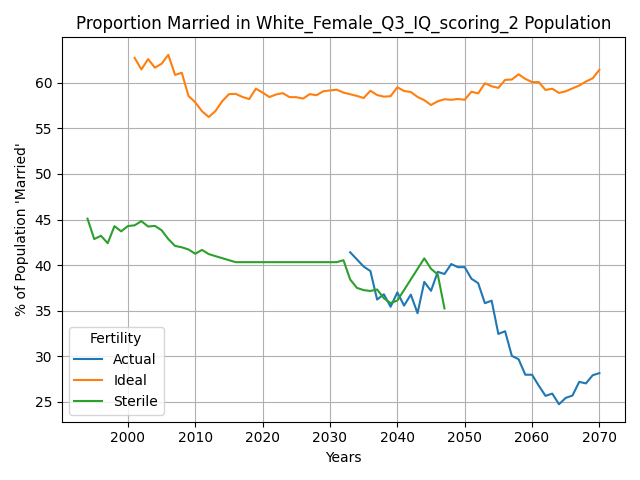 Proportion Married in White_Female_Q3_IQ_scoring_2 Population
% of Population 'Married'
60
55
50
45
40
35
30
25
Fertility
Actual
Ideal
Sterile
2000 2010 2020 2030 2040 2050 2060 2070
Years